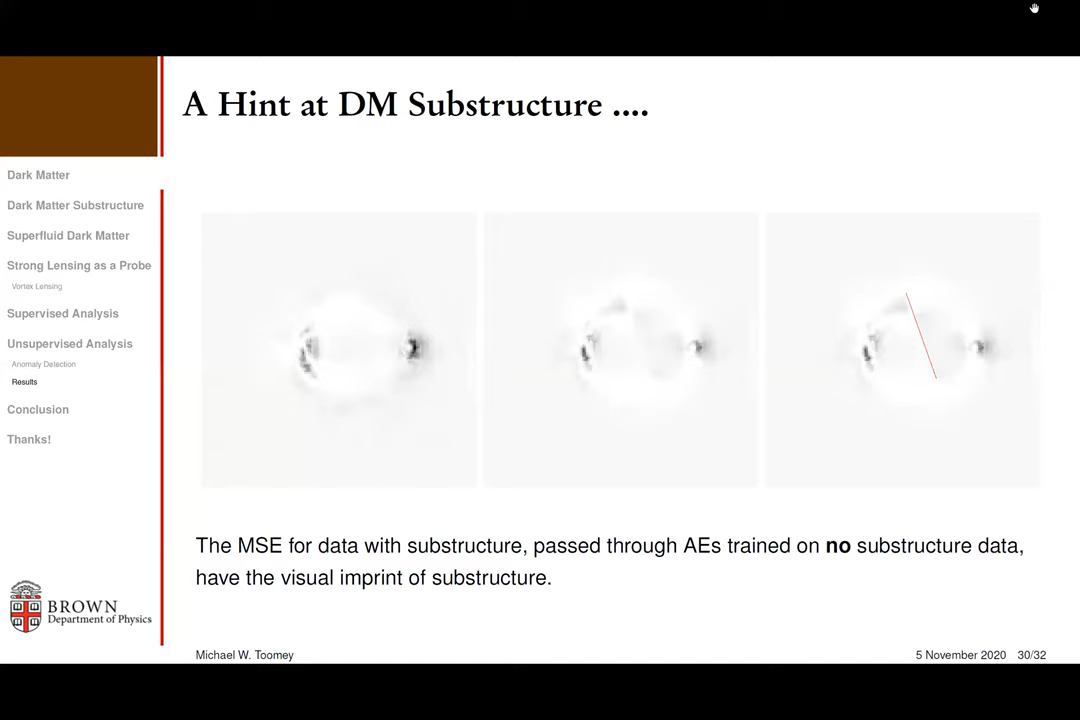 A Hint at DM Substructure ....
Dark Matter
Dark Matter Substructure
Superfluid Dark Matter
Strong Lensing as a Probe
Vortex Lensing
Supervised Analysis
Unsupervised Analysis
Anomaly Detection
Results
Conclusion
Thanks!
The MSE for data with substructure, passed through AEs trained on no substructure data,
have the visual imprint of substructure.
BROWN
Department of Physics
Michael W. Toomey
5 November 2020 30/32